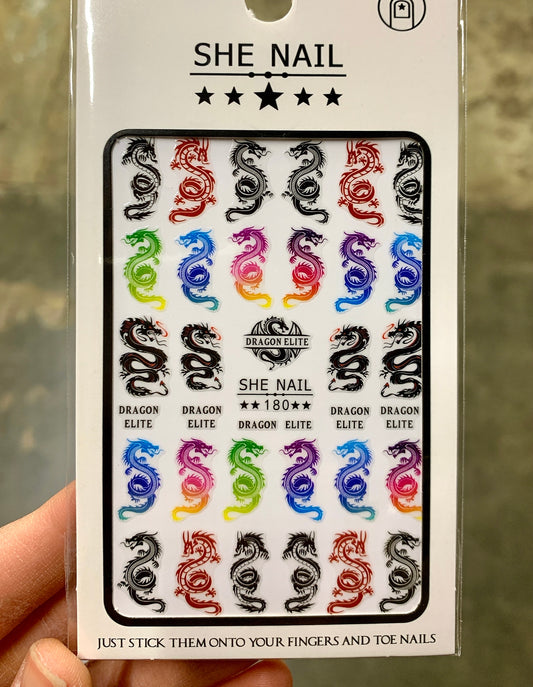 SHE NAIL
DRAGON ELITE
SHE NAIL
★★180★★
DRAGON
ELITE
DRAGON
ELITE
DRAGON ELITE
DRAGON
ELITE
DRAGON
ELITE
JUST STICK THEM ONTO YOUR FINGERS AND TOE NAILS